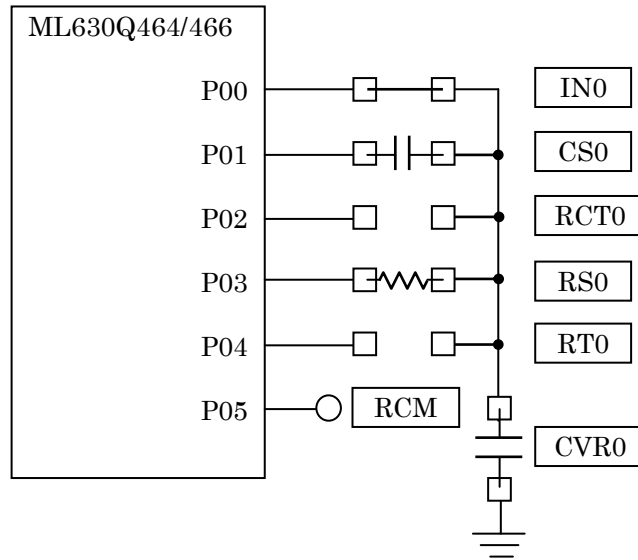 ML630Q464/466
P00 IN0
P01 CS0
P02 RCT0
P03 RS0
P04 RT0
P05 RCM
CVR0